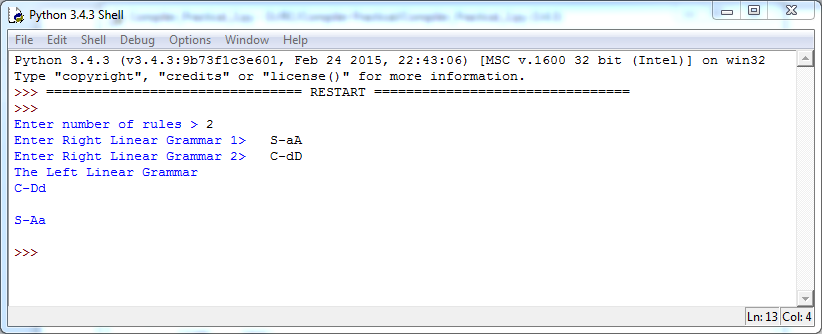 Python 3.4.3 Shell
File Edit Shell Debug Options Window Help
Python 3.4.3 (v3.4.3:9b73f1c3e601, Feb 24 2015, 22:43:06) [MSC v.1600 32 bit (Intel)] on win32
Type "copyright", "credits" or "license()" for more information.
>>> ================================ RESTART ================================
>>>
Enter number of rules > 2
Enter Right Linear Grammar 1>   S-aA
Enter Right Linear Grammar 2>   C-dD
The Left Linear Grammar
C-Dd
S-Aa
>>>
Ln: 13 Col: 4